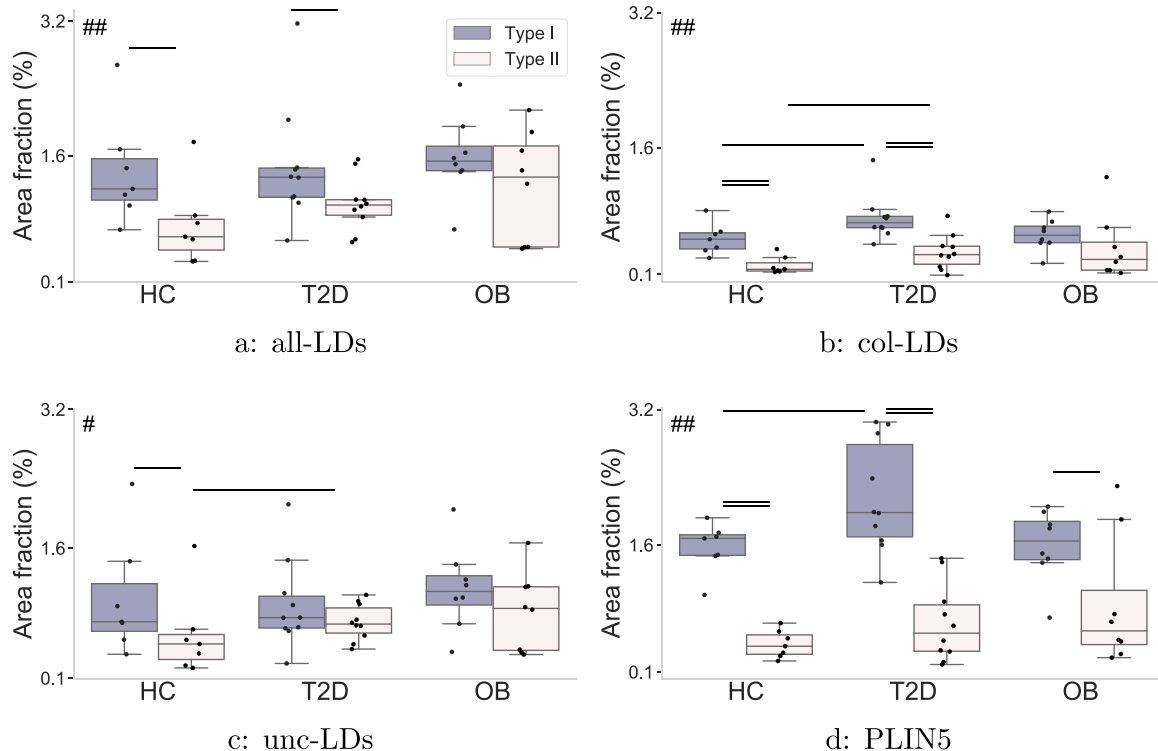 3.2
1.6
0.1
Area fraction (%)
##
Type I
Type II
HC
T2D
OB
a: all-LDs
3.2
1.6
0.1
Area fraction (%)
##
HC
T2D
OB
b: col-LDs
3.2
1.6
0.1
Area fraction (%)
#
HC
T2D
OB
c: unc-LDs
3.2
1.6
0.1
Area fraction (%)
##
HC
T2D
OB
d: PLIN5